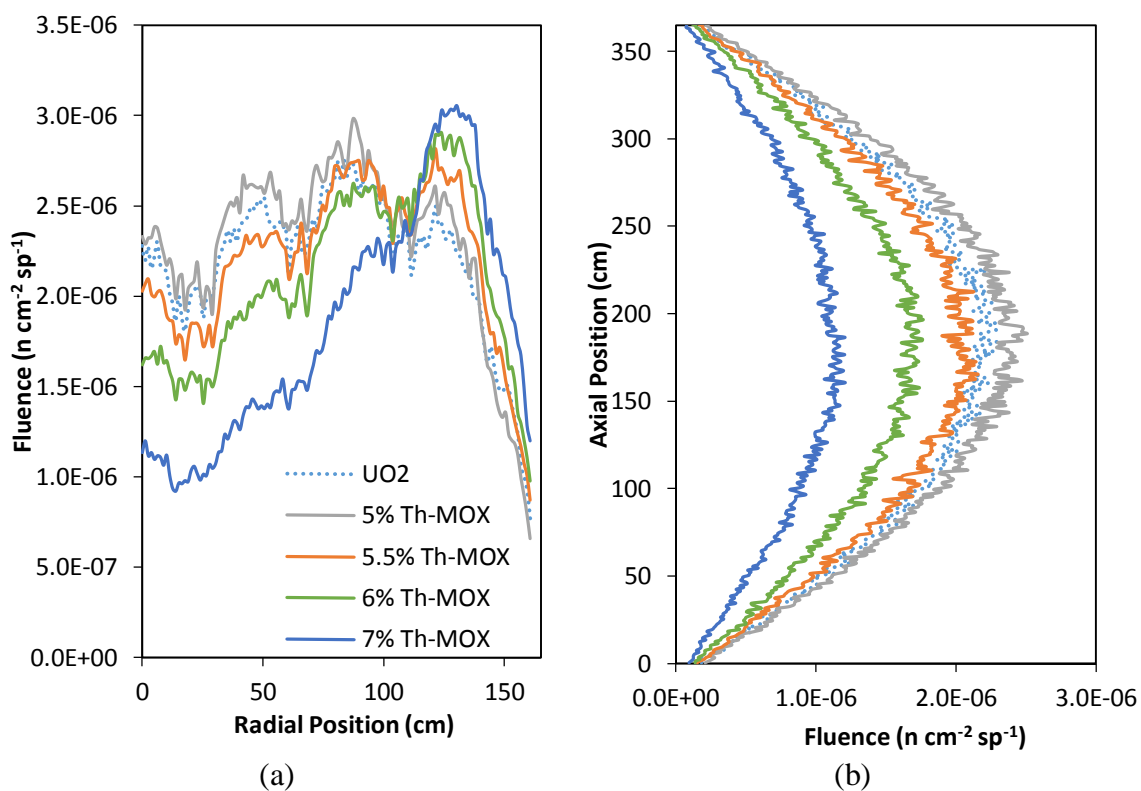 3.5E-06
3.0E-06
2.5E-06
2.0E-06
1.5E-06
1.0E-06
5.0E-07
0.0E+00
Fluence (n cm⁻² sp⁻¹)
UO2
5% Th-MOX
5.5% Th-MOX
6% Th-MOX
7% Th-MOX
0 50 100 150
Radial Position (cm)
(a)
350
300
250
200
150
100
50
0
Axial Position (cm)
0.0E+00 1.0E-06 2.0E-06 3.0E-06
Fluence (n cm⁻² sp⁻¹)
(b)